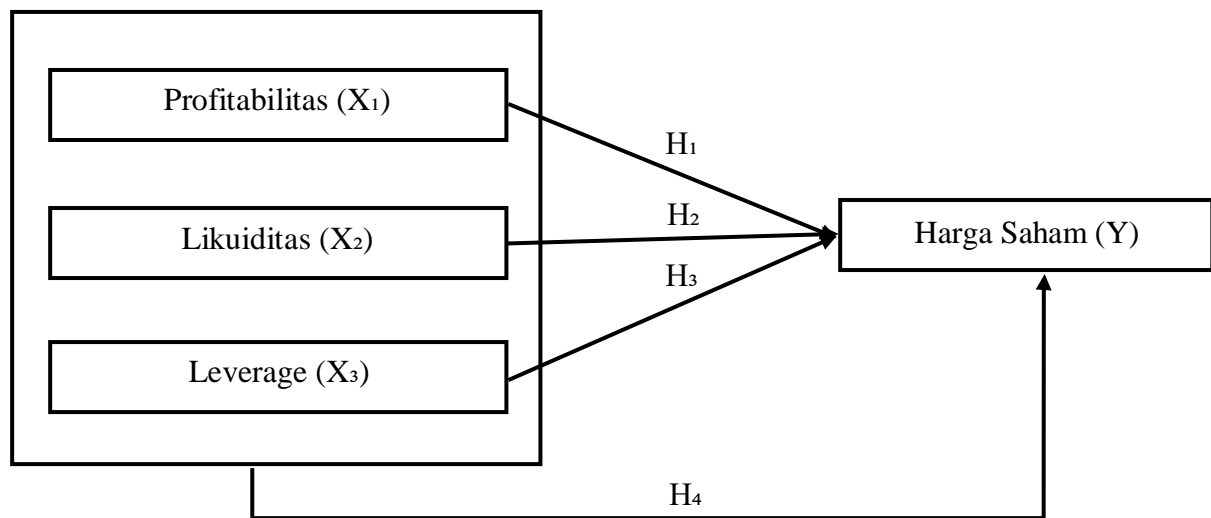 Profitabilitas (X₁)
H₁
Likuiditas (X₂)
H₂
Harga Saham (Y)
H₃
Leverage (X₃)
H₄